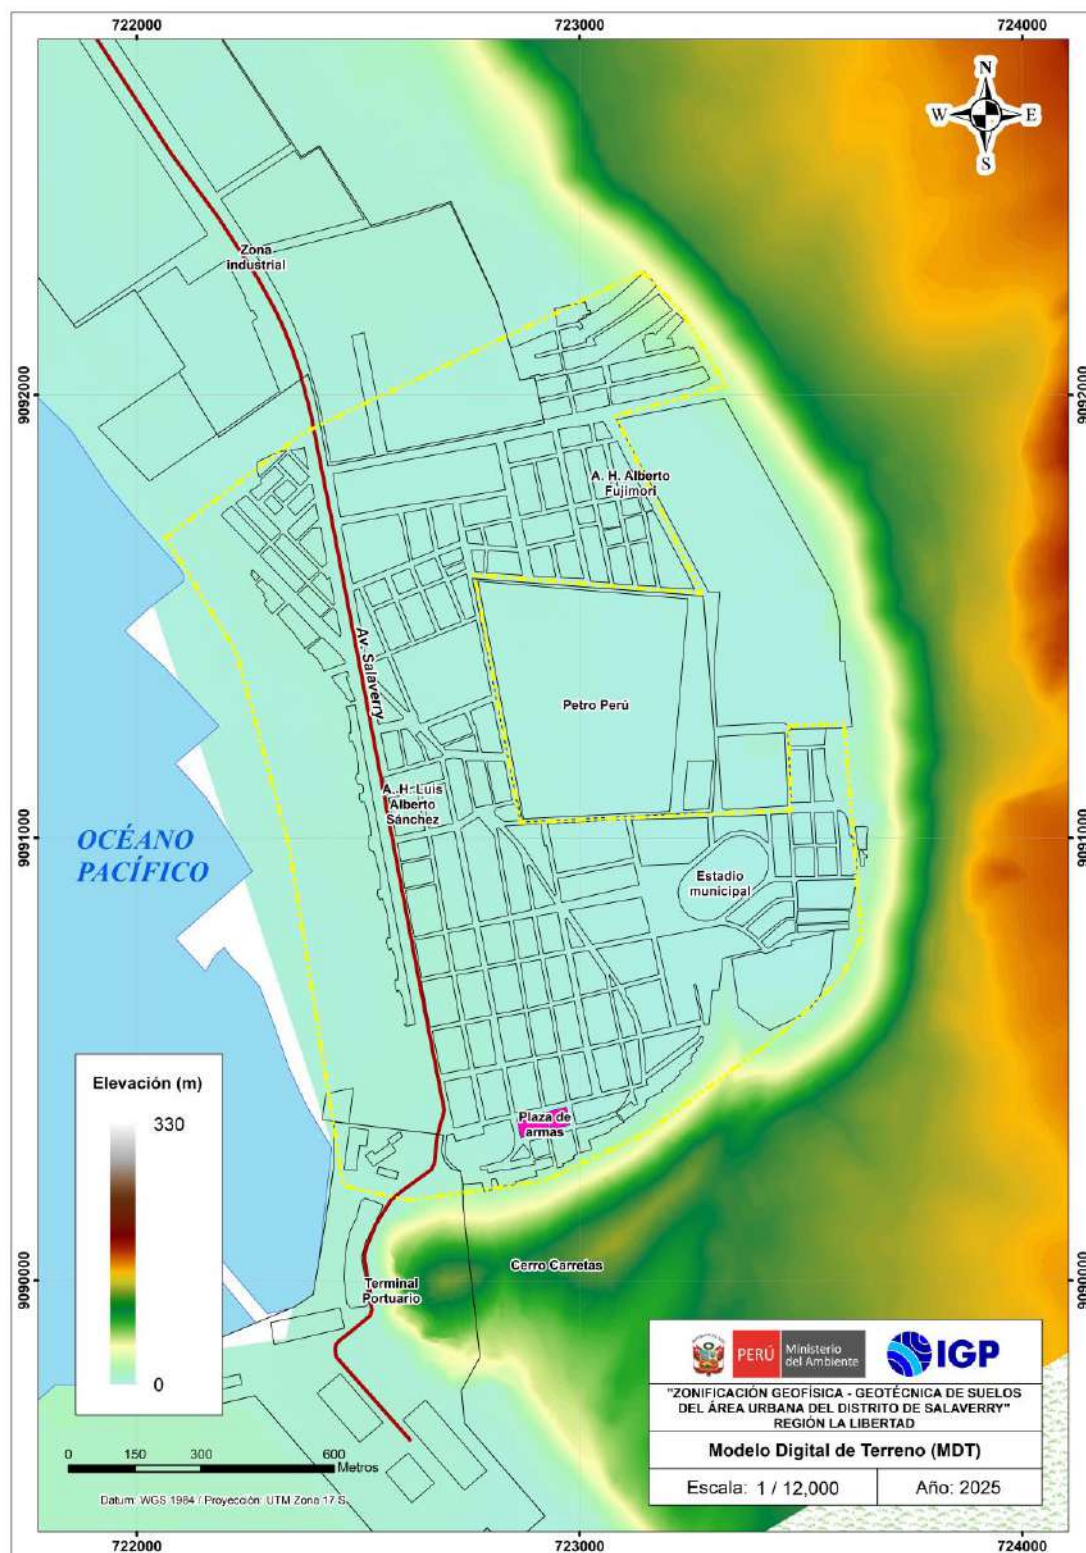 722000
723000
724000
N
W
E
S
Zona
industrial
9092000
9092000
A. H. Alberto
Fujimori
Av. Salaverry
Petro Perú
A. H. Luis
Alberto
Sánchez
OCÉANO
PACÍFICO
9091000
9091000
Estadio
municipal
Elevación (m)
330
0
Plaza de
armas
9090000
9090000
Cerro Carretas
Terminal
Portuario
PERÚ
Ministerio
del Ambiente
IGP
"ZONIFICACIÓN GEOFÍSICA - GEOTÉCNICA DE SUELOS
DEL ÁREA URBANA DEL DISTRITO DE SALAVERRY"
REGIÓN LA LIBERTAD
Modelo Digital de Terreno (MDT)
Escala: 1 / 12,000
Año: 2025
0 150 300 600
Metros
Datum: WGS 1984 / Proyección: UTM Zona 17 S
722000
723000
724000